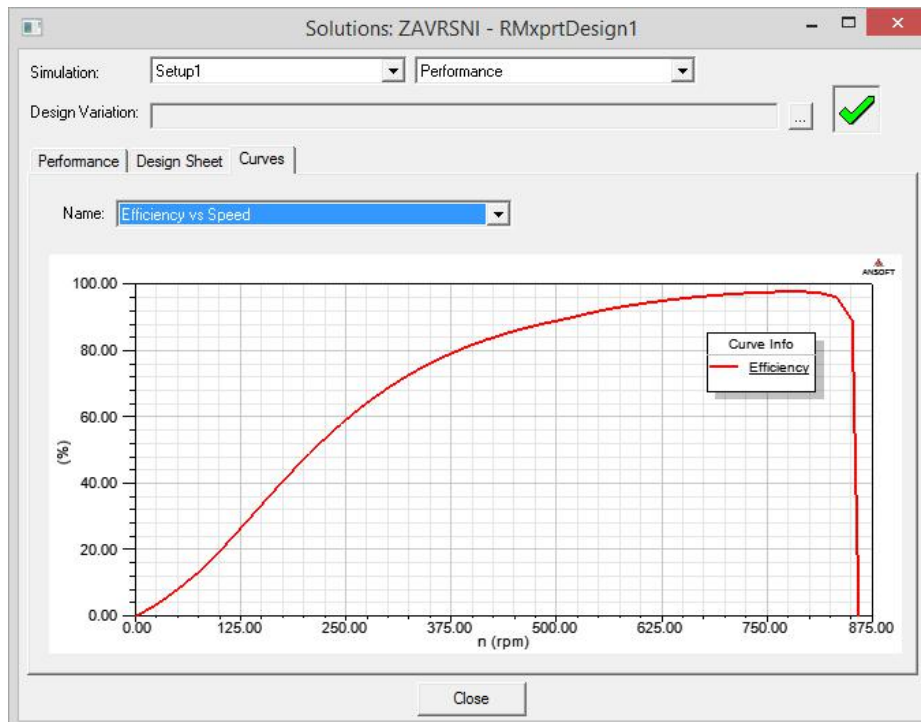 Solutions: ZAVRSNI - RMxprtDesign1
Simulation: Setup1 Performance
Design Variation: ...
Performance Design Sheet Curves
Name: Efficiency vs Speed
ANSOFT
100.00
80.00
60.00
40.00
20.00
0.00
(%)
Curve Info
Efficiency
0.00 125.00 250.00 375.00 500.00 625.00 750.00 875.00
n (rpm)
Close